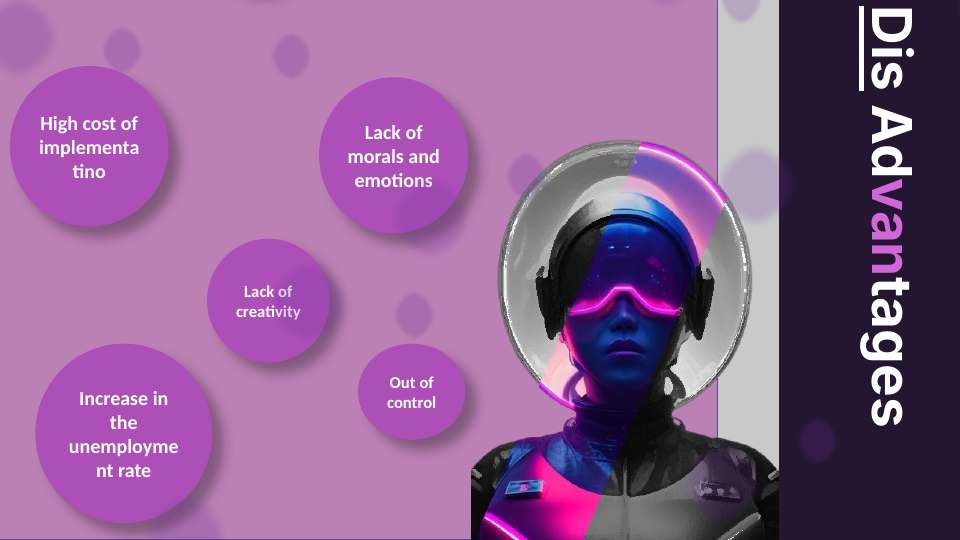 Dis Advantages
High cost of
implementa
tino
Lack of
morals and
emotions
Lack of
creativity
Out of
control
Increase in
the
unemployme
nt rate